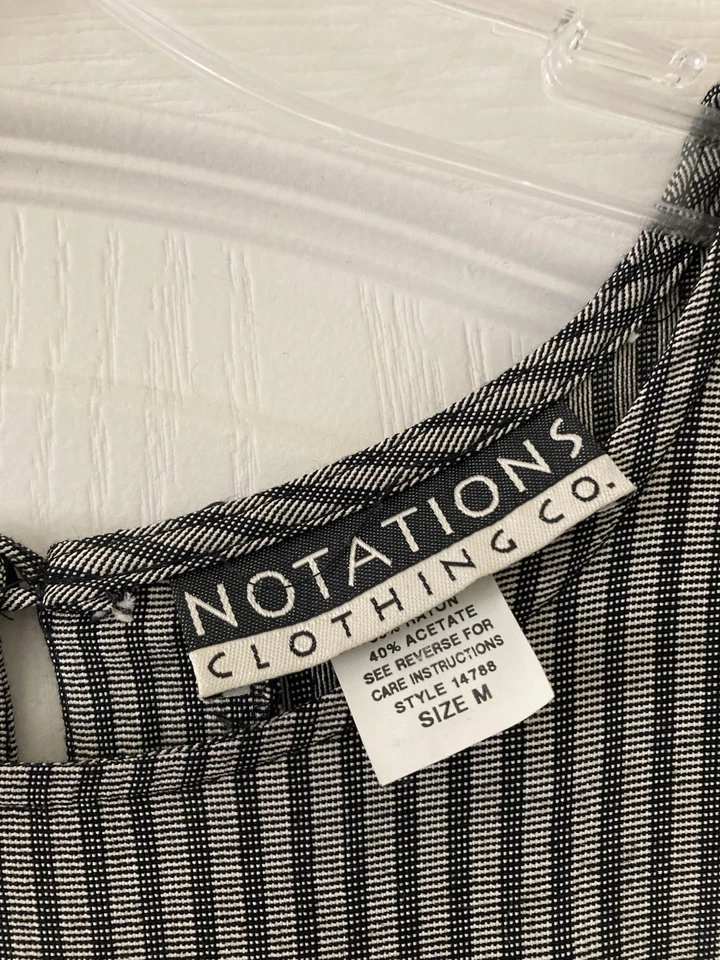 NOTATIONS
CLOTHING CO.
RAYON
40% ACETATE
SEE REVERSE FOR
CARE INSTRUCTIONS
STYLE 14788
SIZE M